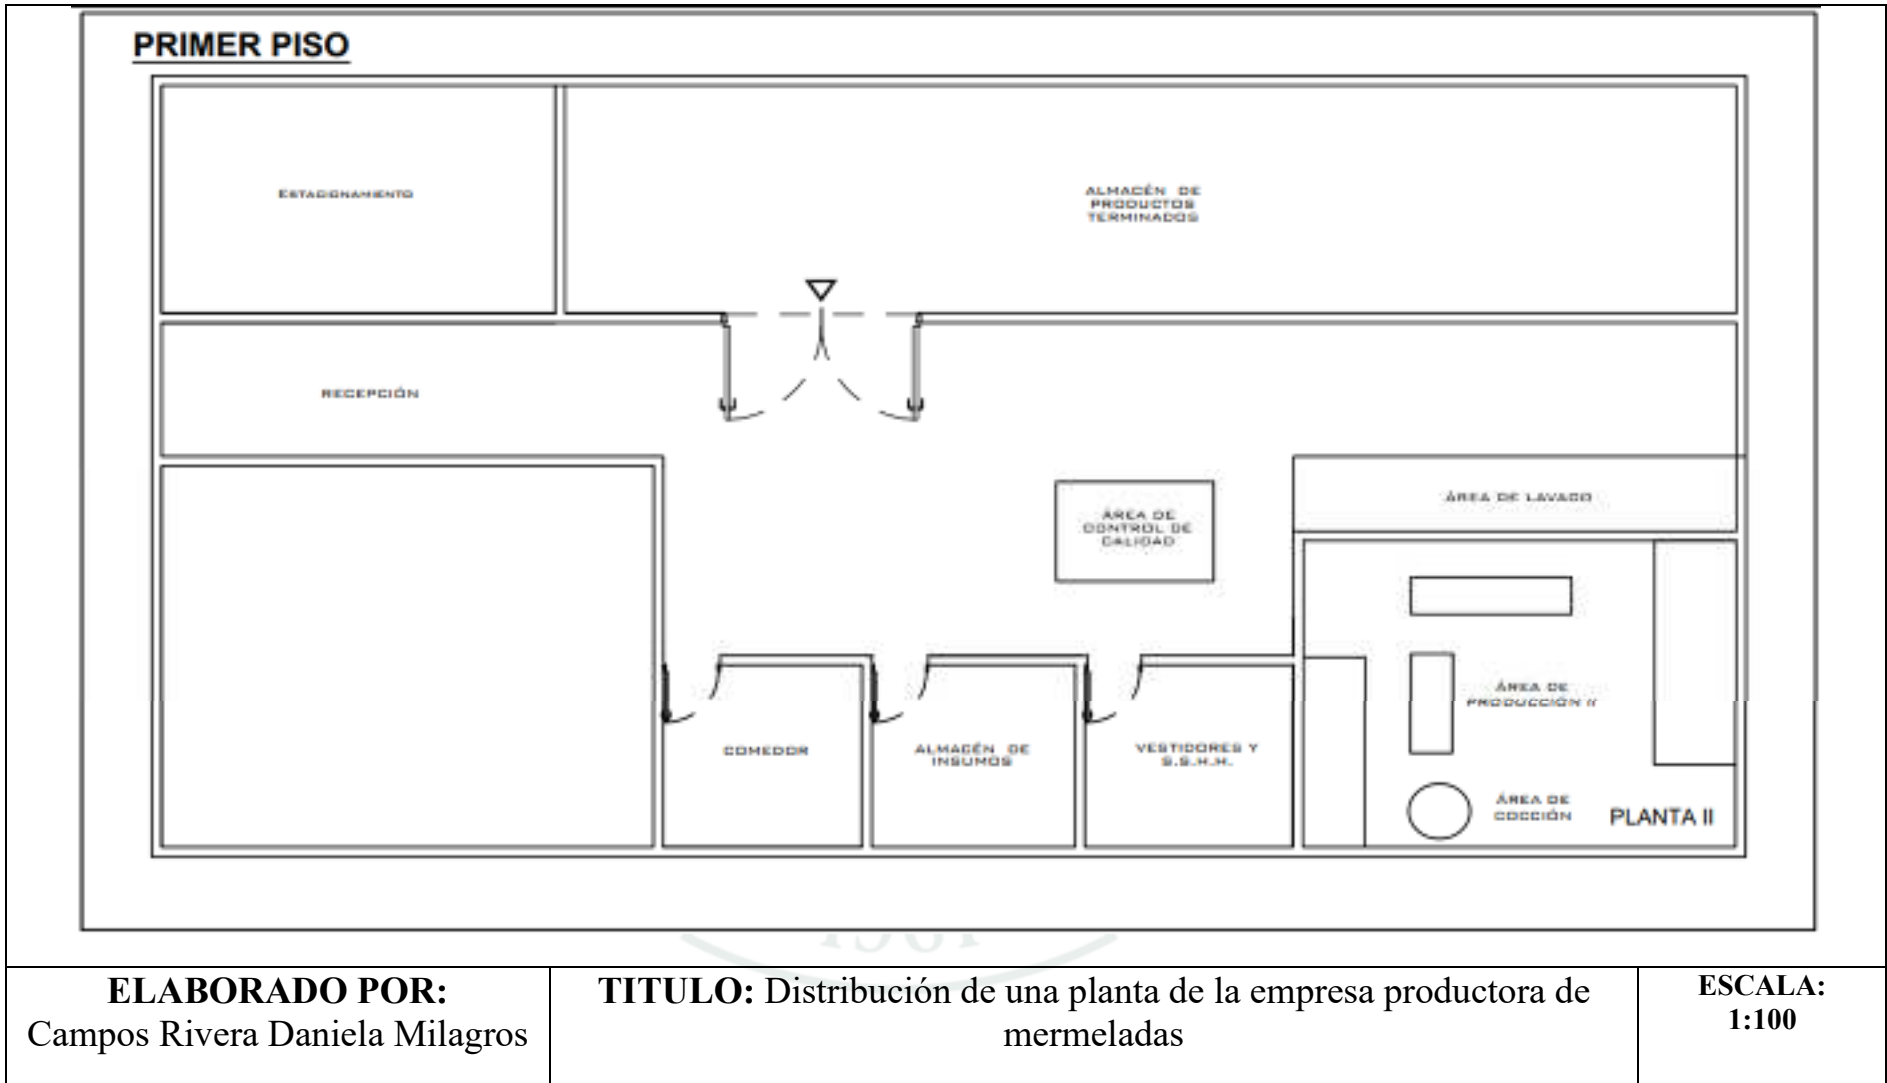 PRIMER PISO
ESTACIONAMIENTO
ALMACÉN DE
PRODUCTOS
TERMINADOS
RECEPCIÓN
ÁREA DE LAVADO
ÁREA DE
CONTROL DE
CALIDAD
ÁREA DE
PRODUCCIÓN II
COMEDOR
ALMACÉN DE
INSUMOS
VESTIDORES Y
S.S.H.H.
ÁREA DE
COCCIÓN
PLANTA II
ELABORADO POR:
Campos Rivera Daniela Milagros
TITULO: Distribución de una planta de la empresa productora de
mermeladas
ESCALA:
1:100